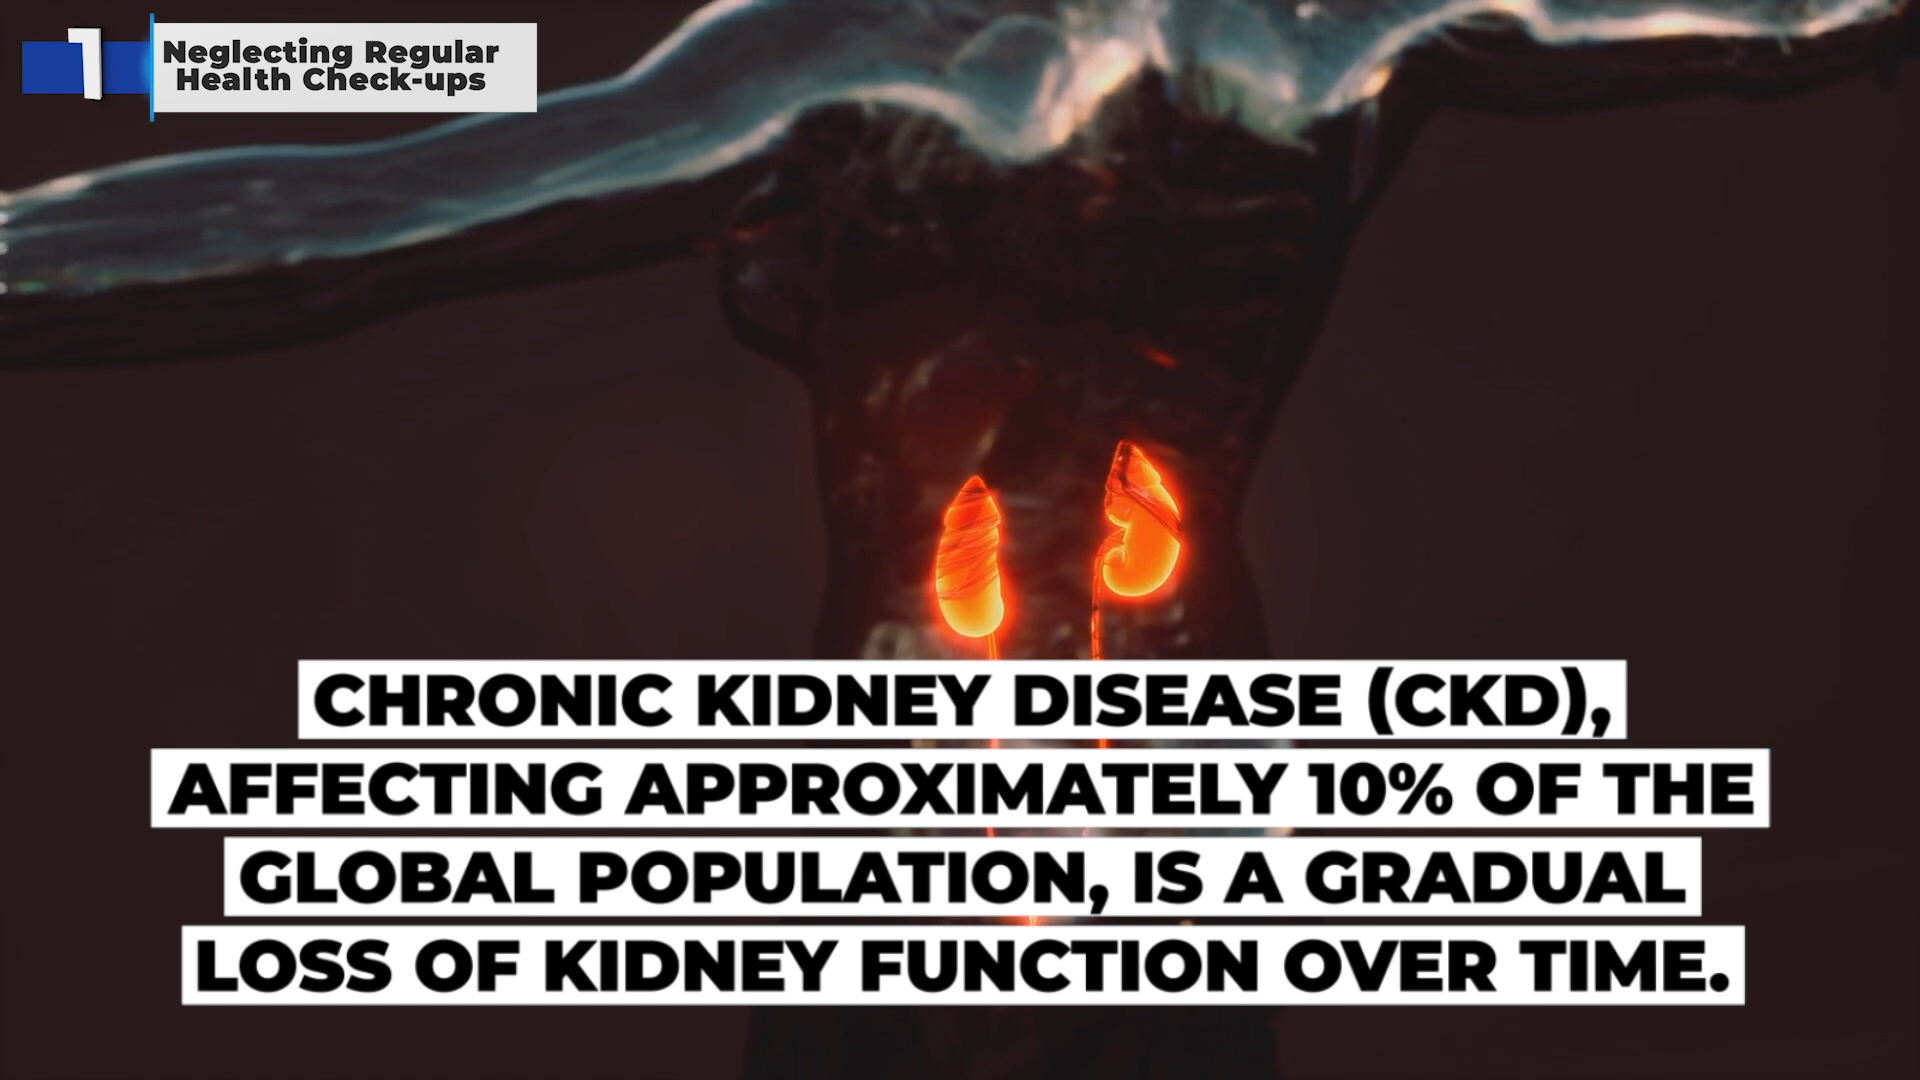 1
Neglecting Regular
Health Check-ups
CHRONIC KIDNEY DISEASE (CKD),
AFFECTING APPROXIMATELY 10% OF THE
GLOBAL POPULATION, IS A GRADUAL
LOSS OF KIDNEY FUNCTION OVER TIME.